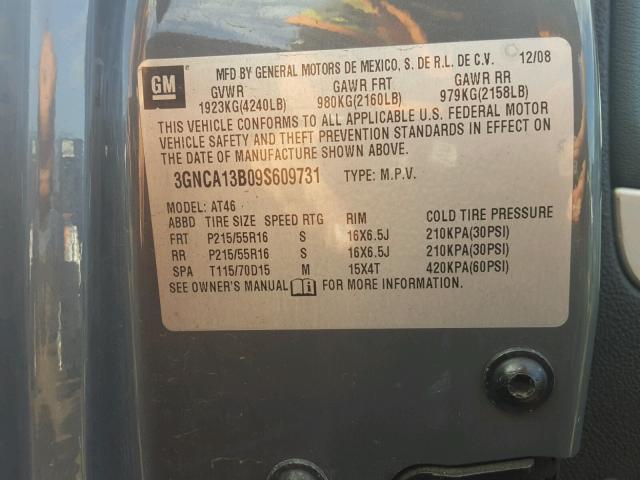 GM
MFD BY GENERAL MOTORS DE MEXICO, S. DE R.L. DE C.V. 12/08
GVWR GAWR FRT GAWR RR
1923KG(4240LB) 980KG(2160LB) 979KG(2158LB)
THIS VEHICLE CONFORMS TO ALL APPLICABLE U.S. FEDERAL MOTOR
VEHICLE SAFETY AND THEFT PREVENTION STANDARDS IN EFFECT ON
THE DATE OF MANUFACTURE SHOWN ABOVE.
3GNCA13B09S609731 TYPE: M.P.V.
MODEL: AT46
ABBD TIRE SIZE SPEED RTG RIM COLD TIRE PRESSURE
FRT P215/55R16 S 16X6.5J 210KPA(30PSI)
RR P215/55R16 S 16X6.5J 210KPA(30PSI)
SPA T115/70D15 M 15X4T 420KPA(60PSI)
SEE OWNER'S MANUAL FOR MORE INFORMATION.